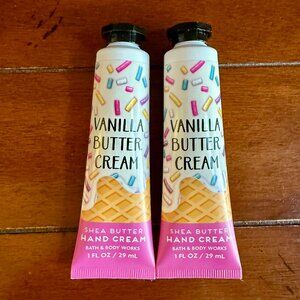 VANILLA
BUTTER
CREAM
SHEA BUTTER
HAND CREAM
BATH & BODY WORKS
1 FL OZ / 29 mL
VANILLA
BUTTER
CREAM
SHEA BUTTER
HAND CREAM
BATH & BODY WORKS
1 FL OZ / 29 mL